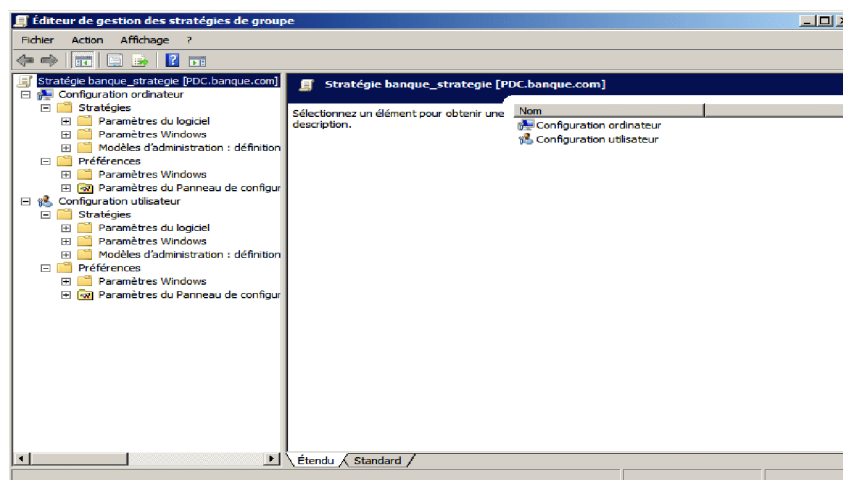 Éditeur de gestion des stratégies de groupe
Fichier Action Affichage ?
Stratégie banque_strategie [PDC.banque.com]
Configuration ordinateur
Stratégies
Paramètres du logiciel
Paramètres Windows
Modèles d'administration : définition
Préférences
Paramètres Windows
Paramètres du Panneau de configur
Configuration utilisateur
Stratégies
Paramètres du logiciel
Paramètres Windows
Modèles d'administration : définition
Préférences
Paramètres Windows
Paramètres du Panneau de configur
Stratégie banque_strategie [PDC.banque.com]
Sélectionnez un élément pour obtenir une
description.
Nom
Configuration ordinateur
Configuration utilisateur
Étendu Standard